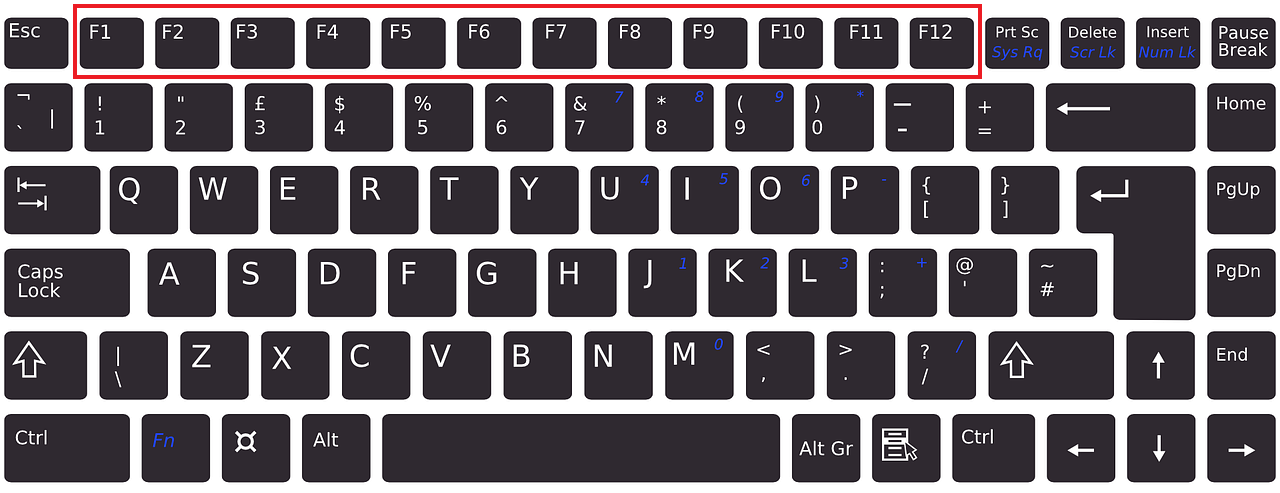 Esc F1 F2 F3 F4 F5 F6 F7 F8 F9 F10 F11 F12 Prt Sc Delete Insert Pause
Sys Rq Scr Lk Num Lk Break
¬ ! " £ $ % ^ & 7 * 8 ( 9 ) * — + Home
` | 1 2 3 4 5 6 7 8 9 0 - =
Q W E R T Y U 4 I 5 O 6 P - { } PgUp
[ ]
Caps A S D F G H J 1 K 2 L 3 : + @ ~ PgDn
Lock ; ' #
| Z X C V B N M 0 < > ? / End
\ , . /
Ctrl Fn Alt Alt Gr Ctrl